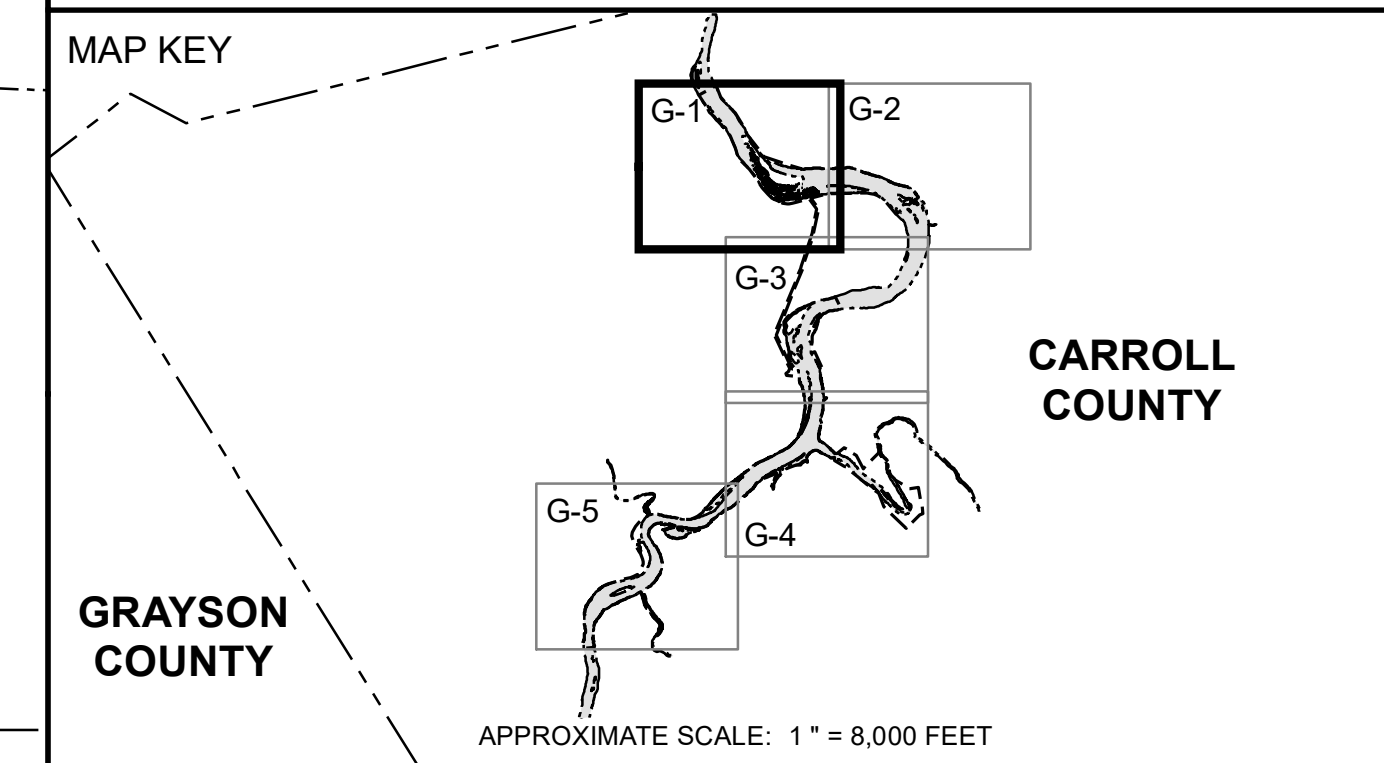 MAP KEY
G-1
G-2
G-3
CARROLL
COUNTY
G-5
G-4
GRAYSON
COUNTY
APPROXIMATE SCALE: 1 " = 8,000 FEET